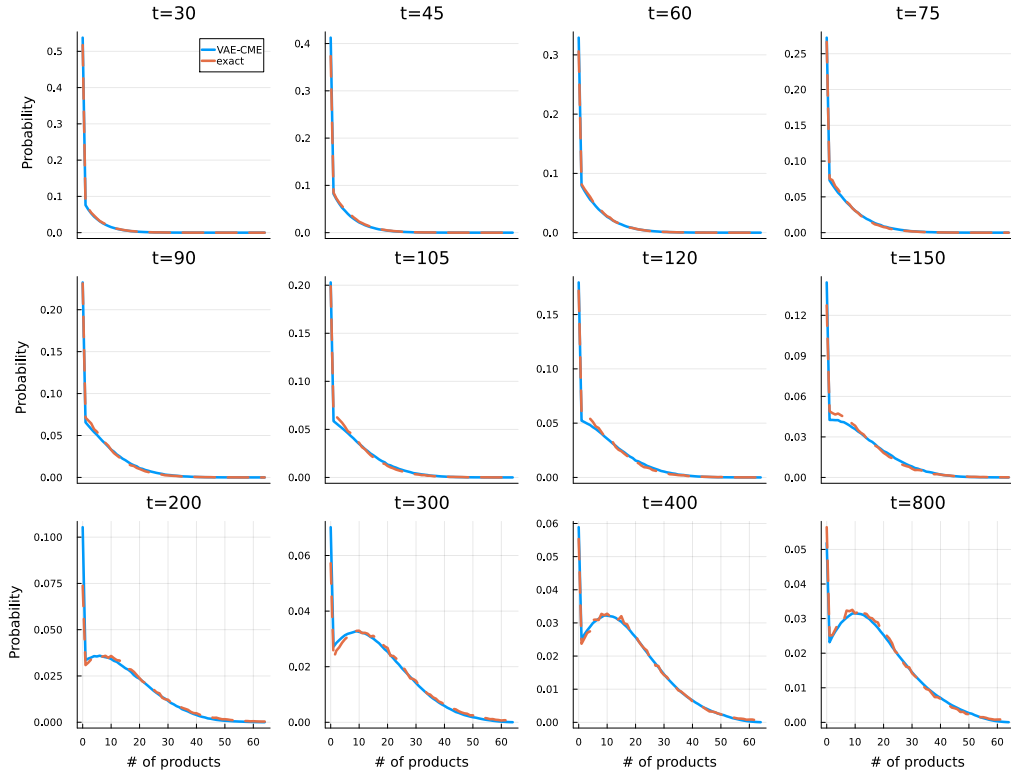 t=30
t=45
t=60
t=75
VAE-CME
exact
Probability
0.5
0.4
0.3
0.2
0.1
0.0
0.4
0.3
0.2
0.1
0.0
0.3
0.2
0.1
0.0
0.25
0.20
0.15
0.10
0.05
0.00
t=90
t=105
t=120
t=150
Probability
0.20
0.15
0.10
0.05
0.00
0.20
0.15
0.10
0.05
0.00
0.15
0.10
0.05
0.00
0.12
0.09
0.06
0.03
0.00
t=200
t=300
t=400
t=800
Probability
0.100
0.075
0.050
0.025
0.000
0.06
0.04
0.02
0.00
0.06
0.05
0.04
0.03
0.02
0.01
0.00
0.05
0.04
0.03
0.02
0.01
0.00
0 10 20 30 40 50 60
0 10 20 30 40 50 60
0 10 20 30 40 50 60
0 10 20 30 40 50 60
# of products
# of products
# of products
# of products